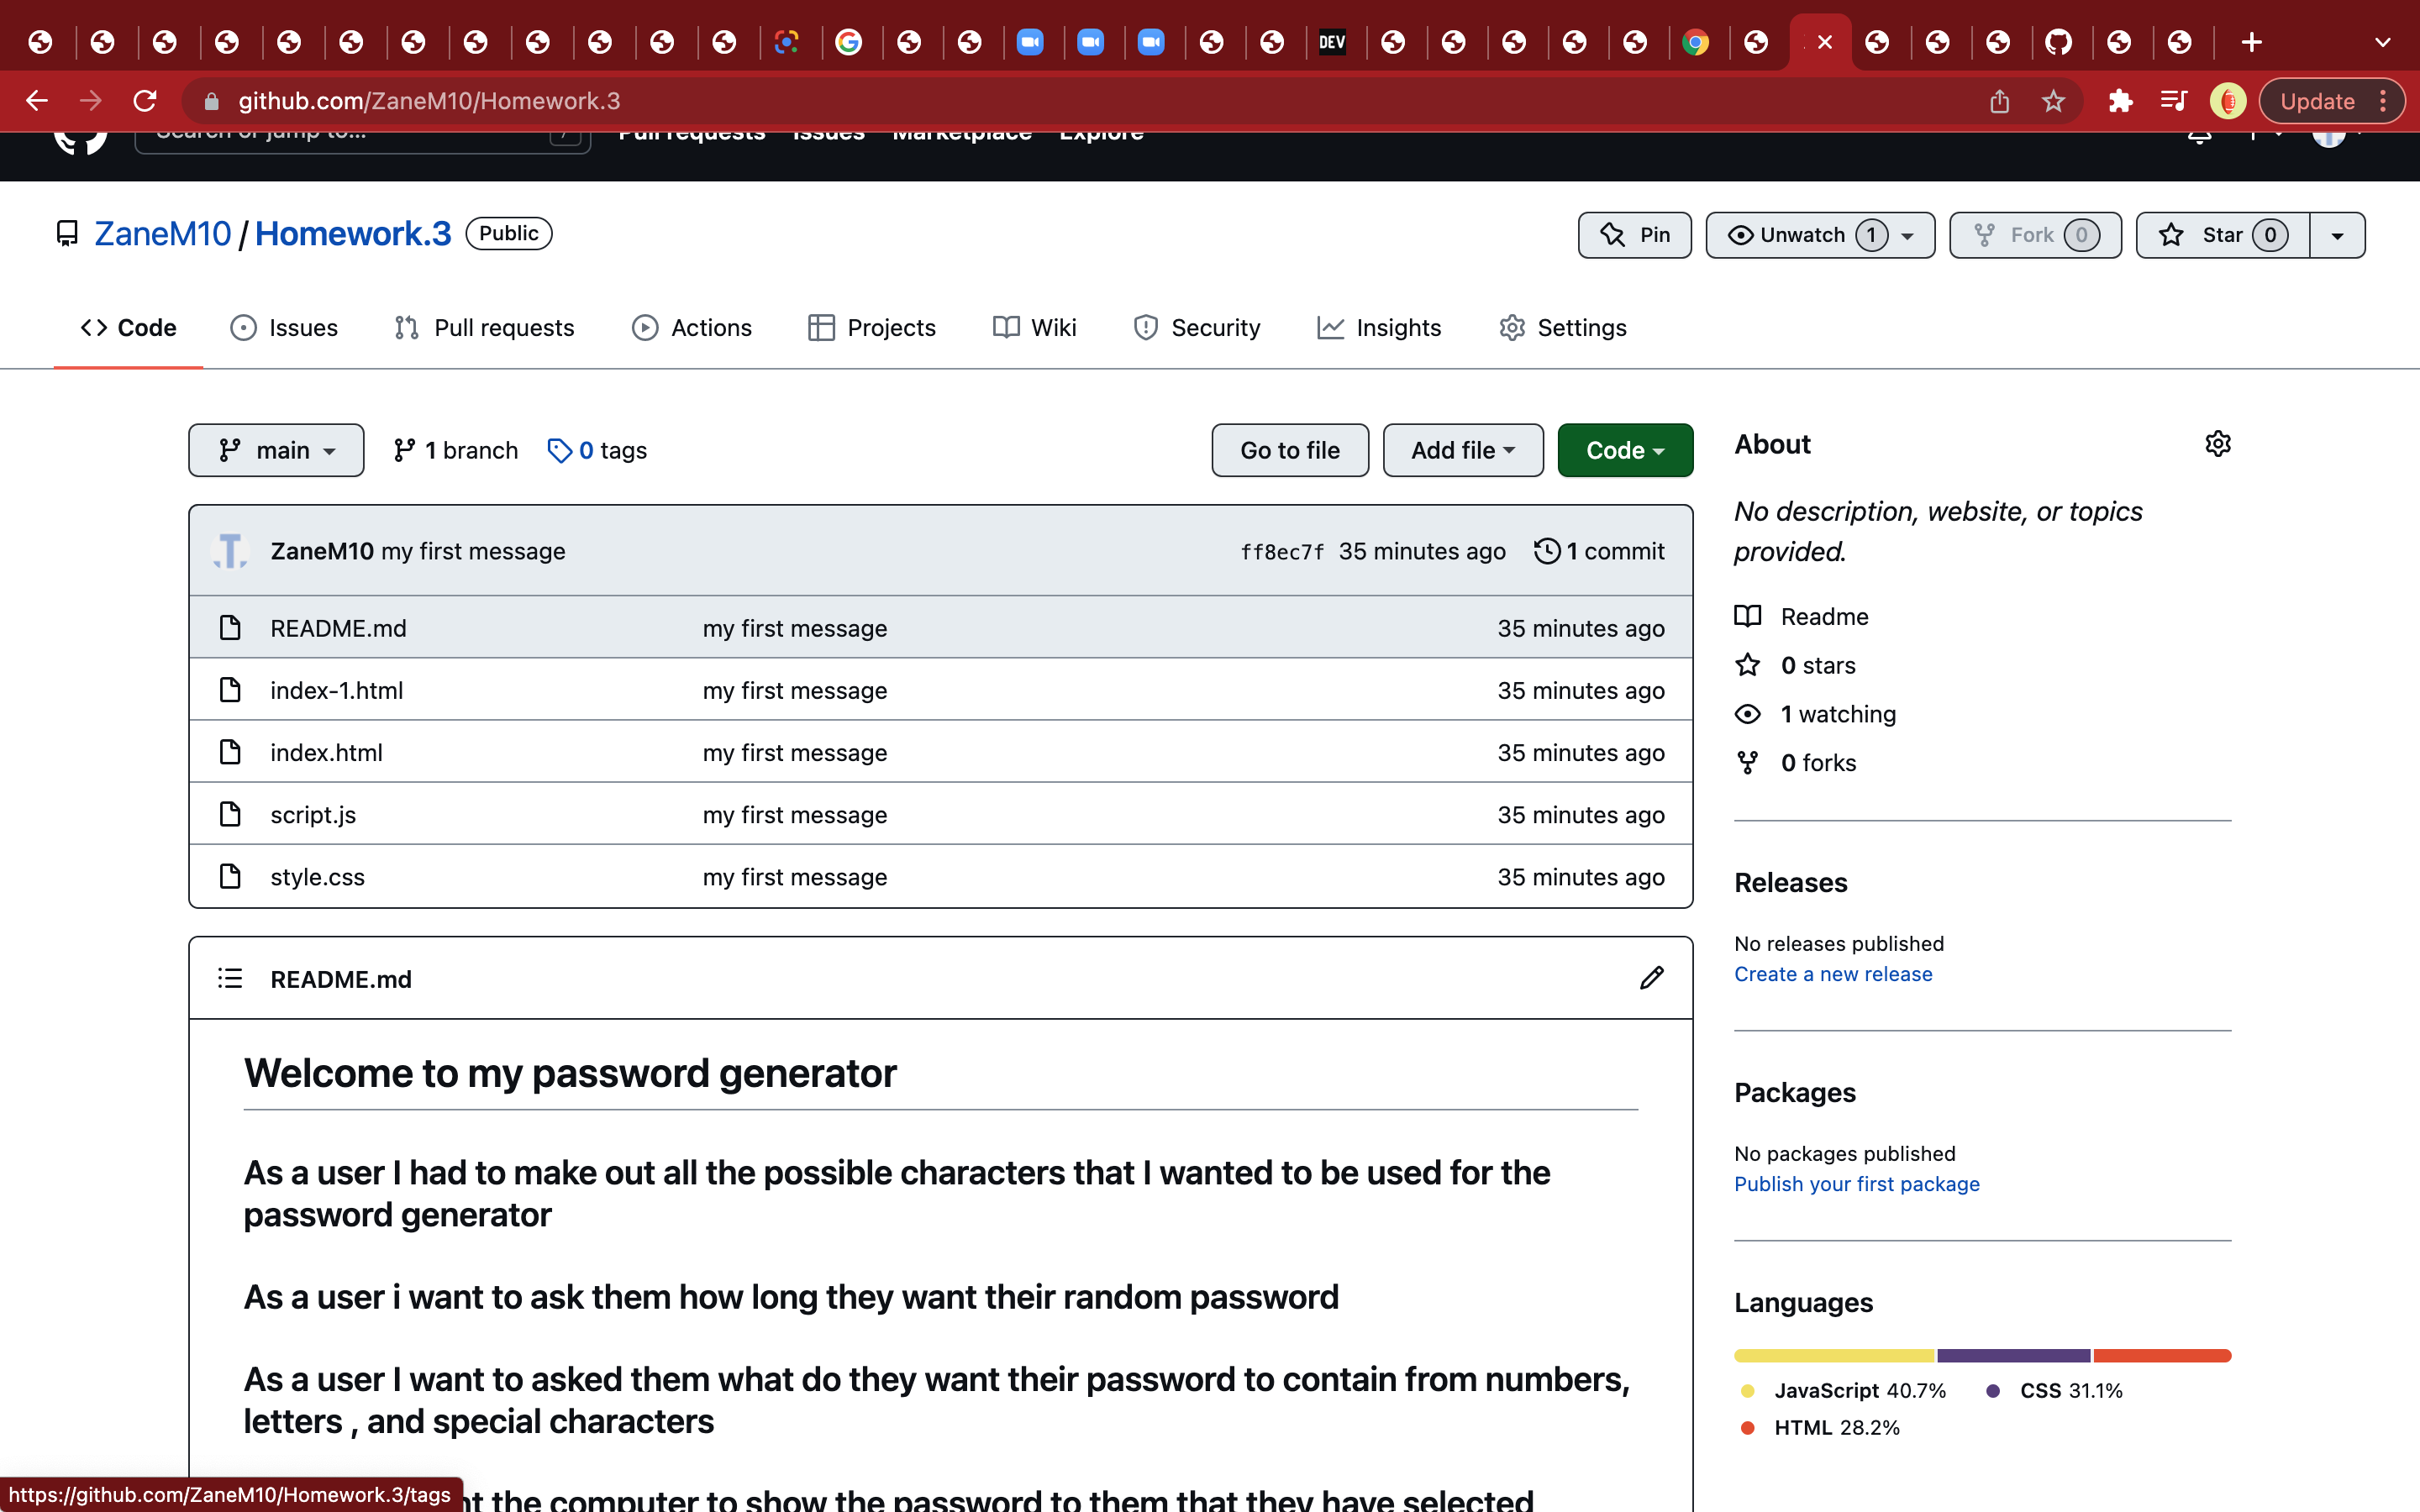 DEV
github.com/ZaneM10/Homework.3
Update
Search or jump to...
/
Pull requests Issues Marketplace Explore
ZaneM10 / Homework.3 Public
Pin
Unwatch 1
Fork 0
Star 0
Code
Issues
Pull requests
Actions
Projects
Wiki
Security
Insights
Settings
main
1 branch
0 tags
Go to file
Add file
Code
ZaneM10 my first message
ff8ec7f 35 minutes ago
1 commit
README.md my first message 35 minutes ago
index-1.html my first message 35 minutes ago
index.html my first message 35 minutes ago
script.js my first message 35 minutes ago
style.css my first message 35 minutes ago
README.md
Welcome to my password generator
As a user I had to make out all the possible characters that I wanted to be used for the
password generator
As a user i want to ask them how long they want their random password
As a user I want to asked them what do they want their password to contain from numbers,
letters , and special characters
the computer to show the password to them that they have selected
About
No description, website, or topics
provided.
Readme
0 stars
1 watching
0 forks
Releases
No releases published
Create a new release
Packages
No packages published
Publish your first package
Languages
JavaScript 40.7%
CSS 31.1%
HTML 28.2%
https://github.com/ZaneM10/Homework.3/tags